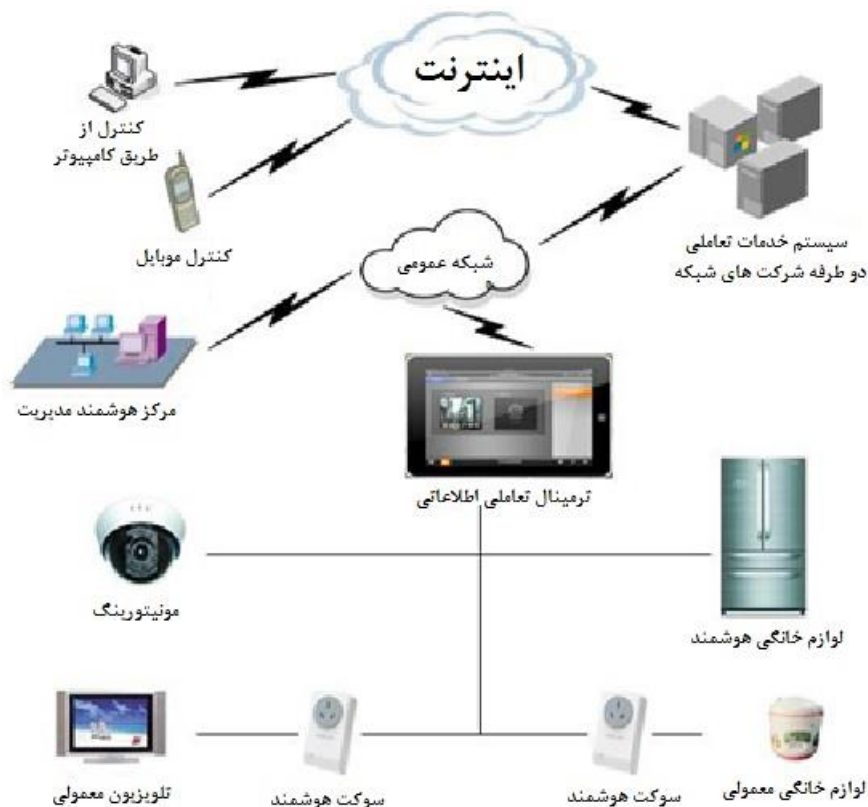 اینترنت
کنترل از
طریق کامپیوتر
کنترل موبایل
سیستم خدمات تعاملی
دو طرفه شرکت های شبکه
شبکه عمومی
مرکز هوشمند مدیریت
ترمینال تعاملی اطلاعاتی
مونیتورینگ
لوازم خانگی هوشمند
تلویزیون معمولی
سوکت هوشمند
سوکت هوشمند
لوازم خانگی معمولی